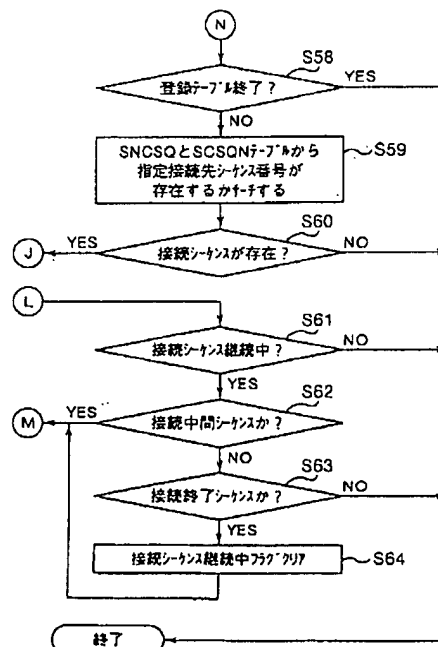 N
S58
登録テーブル終了?
YES
NO
SNCSQとSCSQNテーブルから
指定接続先シーケンス番号が
存在するかサーチする
S59
S60
YES
J
接続シーケンスが存在?
NO
L
S61
接続シーケンス継続中?
NO
YES
S62
YES
M
接続中間シーケンスか?
NO
S63
接続終了シーケンスか?
NO
YES
接続シーケンス継続中フラグクリア
S64
終了